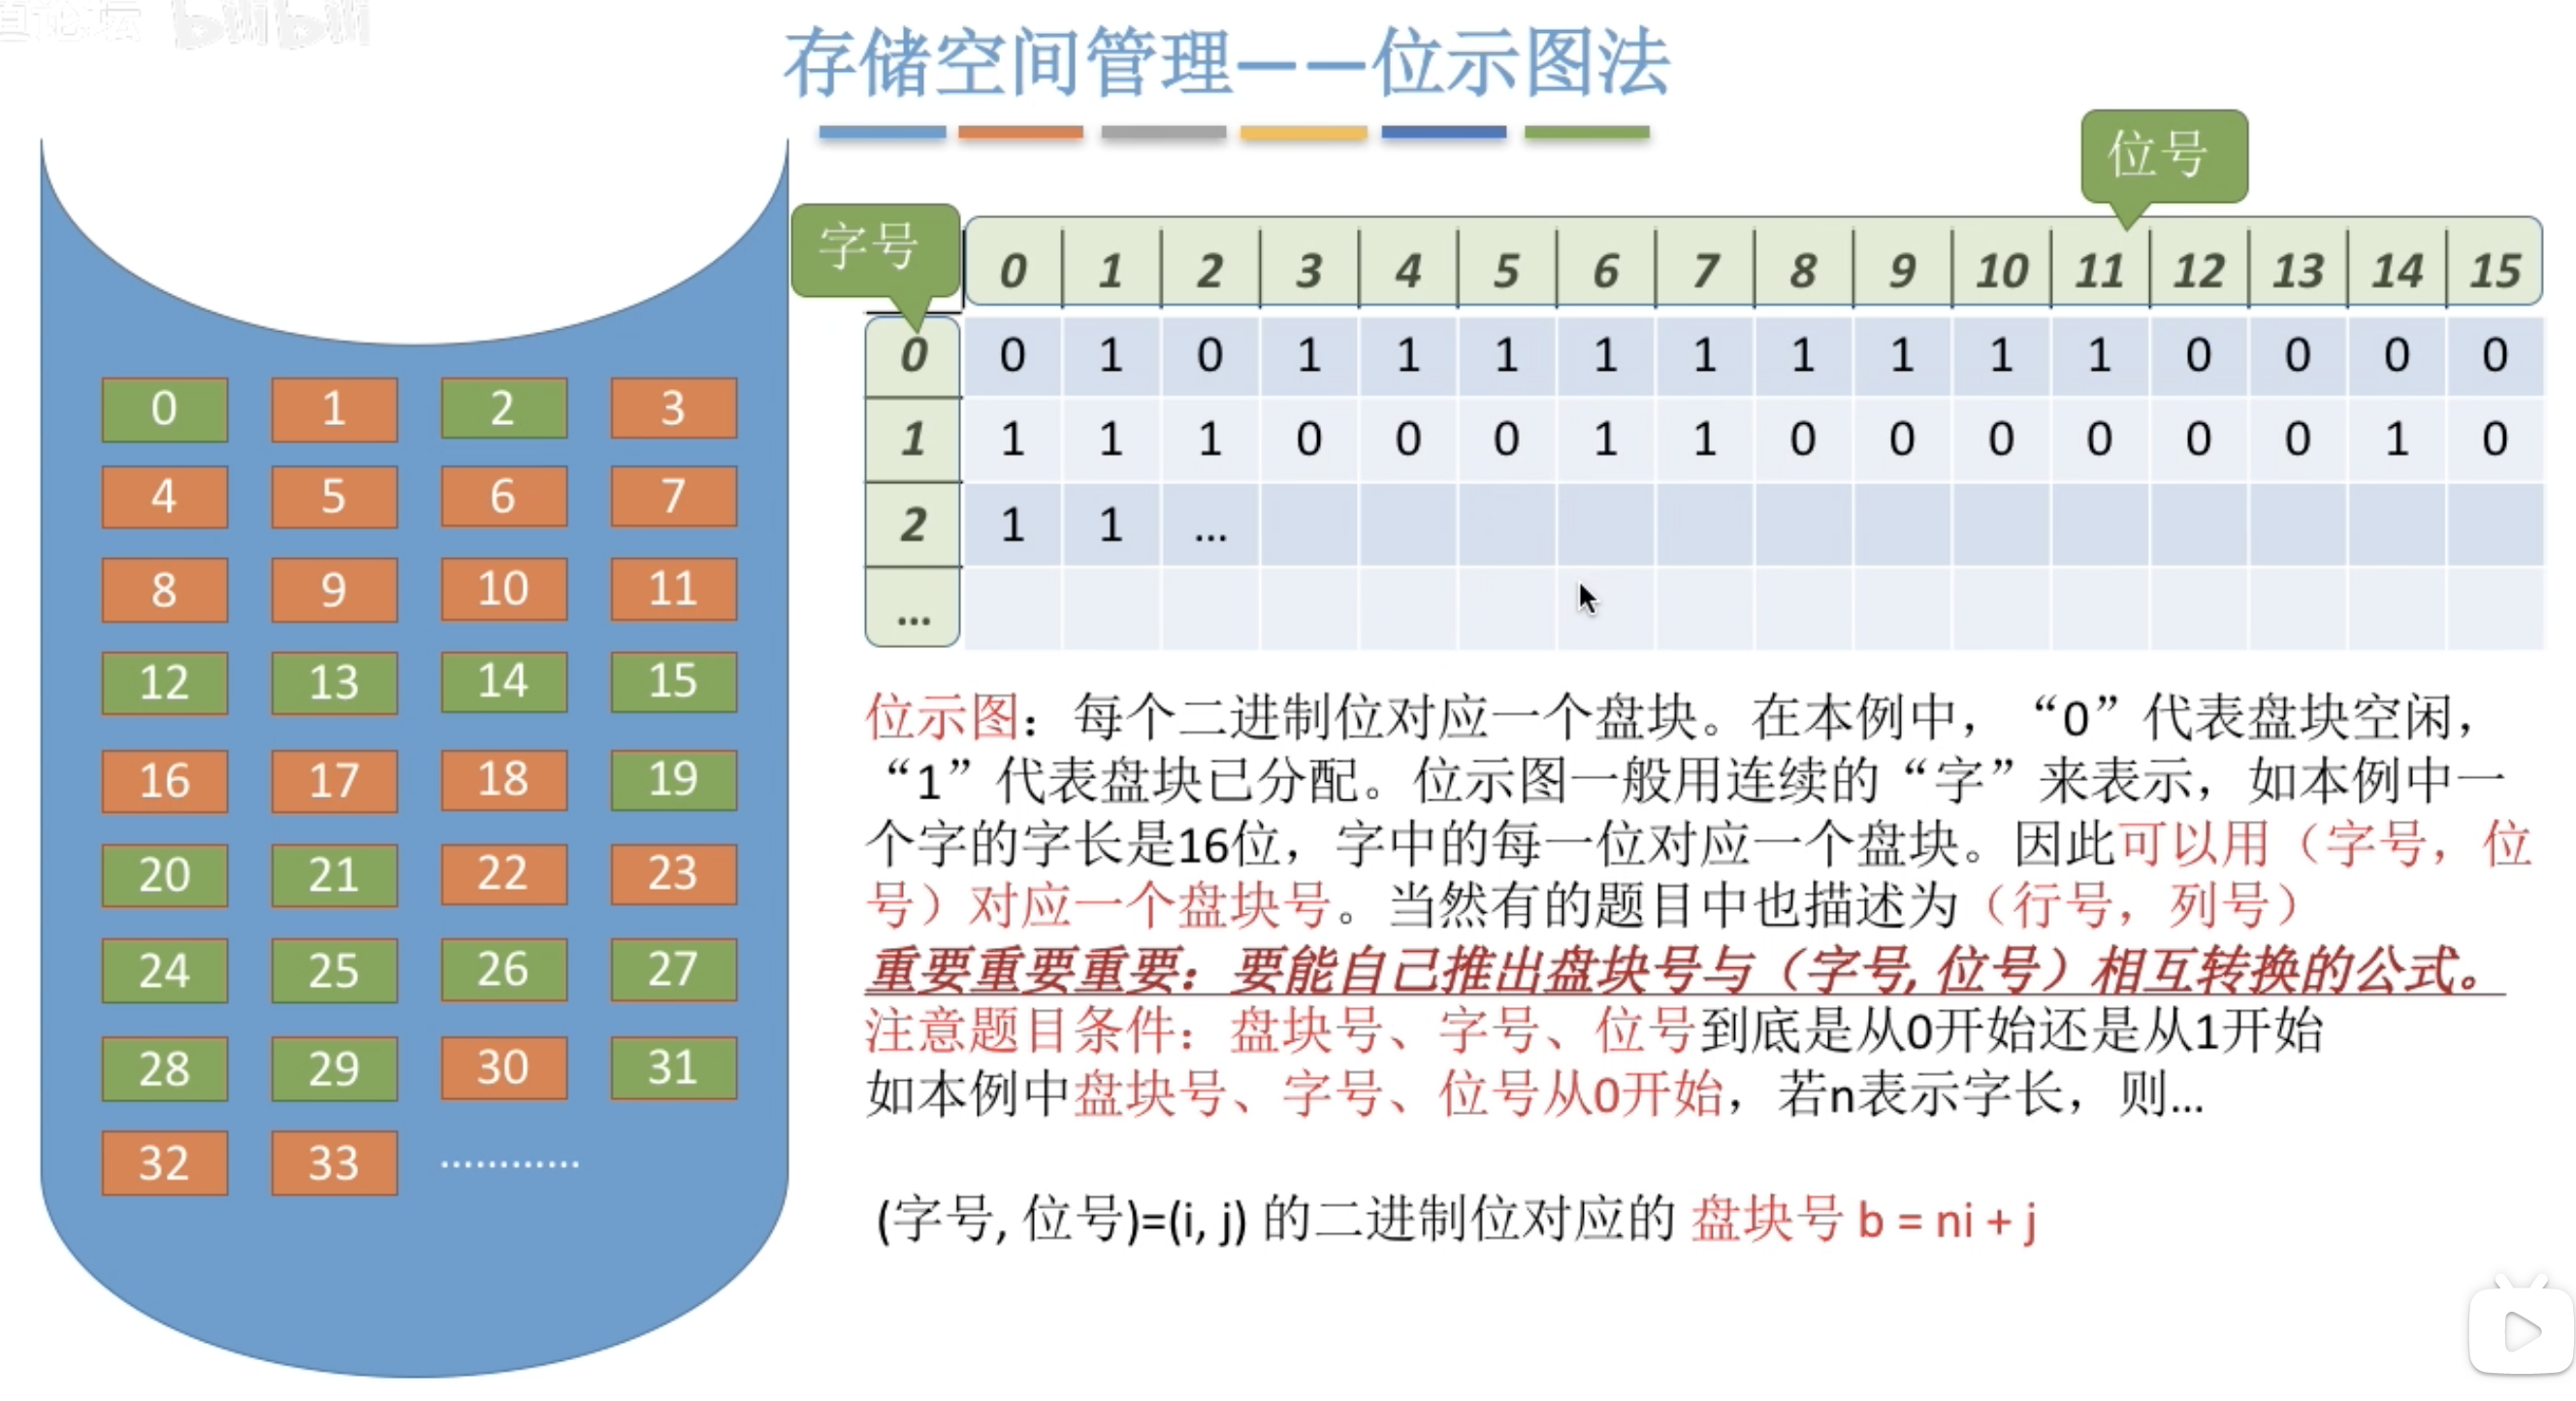 bilibili
存储空间管理——位示图法
位号
字号
0 1 2 3 4 5 6 7 8 9 10 11 12 13 14 15
0 0 1 0 1 1 1 1 1 1 1 1 1 0 0 0 0
1 1 1 1 0 0 0 1 1 0 0 0 0 0 0 1 0
2 1 1 ...
...
0 1 2 3
4 5 6 7
8 9 10 11
12 13 14 15
16 17 18 19
20 21 22 23
24 25 26 27
28 29 30 31
32 33 …………
位示图：每个二进制位对应一个盘块。在本例中，“0”代表盘块空闲，
“1”代表盘块已分配。位示图一般用连续的“字”来表示，如本例中一
个字的字长是16位，字中的每一位对应一个盘块。因此可以用（字号，位
号）对应一个盘块号。当然有的题目中也描述为（行号，列号）
重要重要重要：要能自己推出盘块号与（字号, 位号）相互转换的公式。
注意题目条件：盘块号、字号、位号到底是从0开始还是从1开始
如本例中盘块号、字号、位号从0开始，若n表示字长，则...
(字号, 位号)=(i, j) 的二进制位对应的 盘块号 b = ni + j